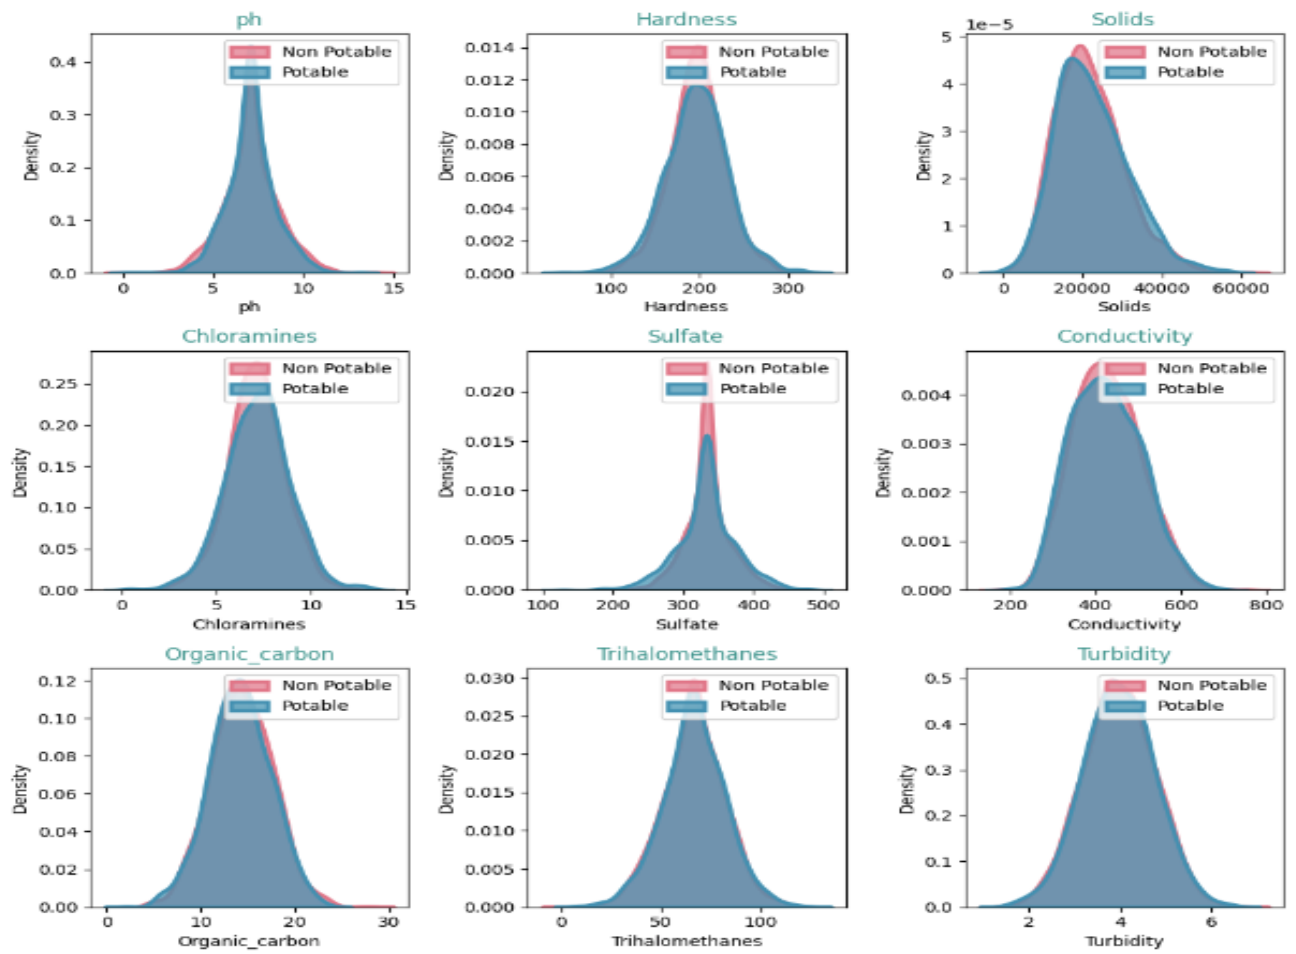 ph
Hardness
Solids
1e−5
Non Potable
Potable
0.4
0.3
0.2
0.1
0.0
Density
0
5
10
15
ph
Non Potable
Potable
0.014
0.012
0.010
0.008
0.006
0.004
0.002
0.000
Density
100
200
300
Hardness
Non Potable
Potable
5
4
3
2
1
0
Density
0
20000
40000
60000
Solids
Chloramines
Sulfate
Conductivity
Non Potable
Potable
0.25
0.20
0.15
0.10
0.05
0.00
Density
0
5
10
15
Chloramines
Non Potable
Potable
0.020
0.015
0.010
0.005
0.000
Density
100
200
300
400
500
Sulfate
Non Potable
Potable
0.004
0.003
0.002
0.001
0.000
Density
200
400
600
800
Conductivity
Organic_carbon
Trihalomethanes
Turbidity
Non Potable
Potable
0.12
0.10
0.08
0.06
0.04
0.02
0.00
Density
0
10
20
30
Organic_carbon
Non Potable
Potable
0.030
0.025
0.020
0.015
0.010
0.005
0.000
Density
0
50
100
Trihalomethanes
Non Potable
Potable
0.5
0.4
0.3
0.2
0.1
0.0
Density
2
4
6
Turbidity